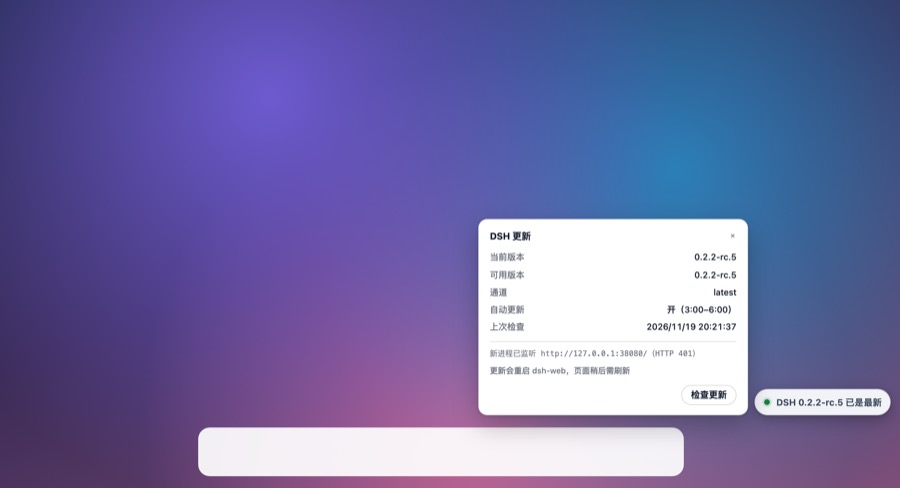 DSH 更新
×
当前版本 0.2.2-rc.5
可用版本 0.2.2-rc.5
通道 latest
自动更新 开（3:00–6:00）
上次检查 2026/11/19 20:21:37
新进程已监听 http://127.0.0.1:38080/（HTTP 401）
更新会重启 dsh-web，页面稍后需刷新
检查更新
DSH 0.2.2-rc.5 已是最新